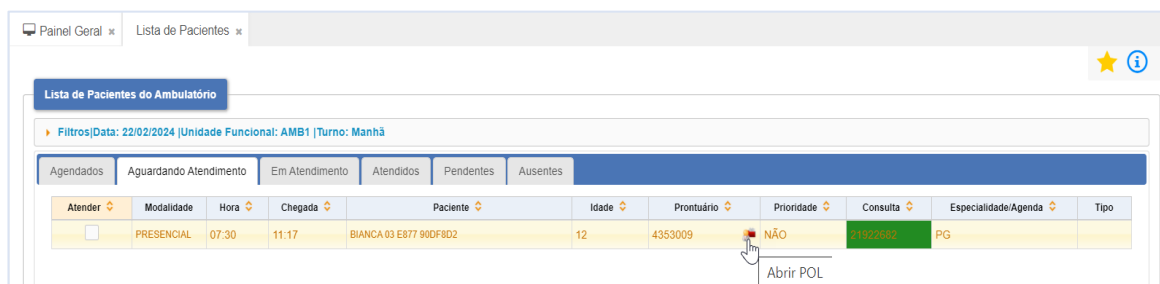 Painel Geral Lista de Pacientes
Lista de Pacientes do Ambulatório
Filtros|Data: 22/02/2024 |Unidade Funcional: AMB1 |Turno: Manhã
Agendados Aguardando Atendimento Em Atendimento Atendidos Pendentes Ausentes
Atender Modalidade Hora Chegada Paciente Idade Prontuário Prioridade Consulta Especialidade/Agenda Tipo
PRESENCIAL 07:30 11:17 BIANCA 03 E877 90DF8D2 12 4353009 NÃO 21922682 PG
Abrir POL